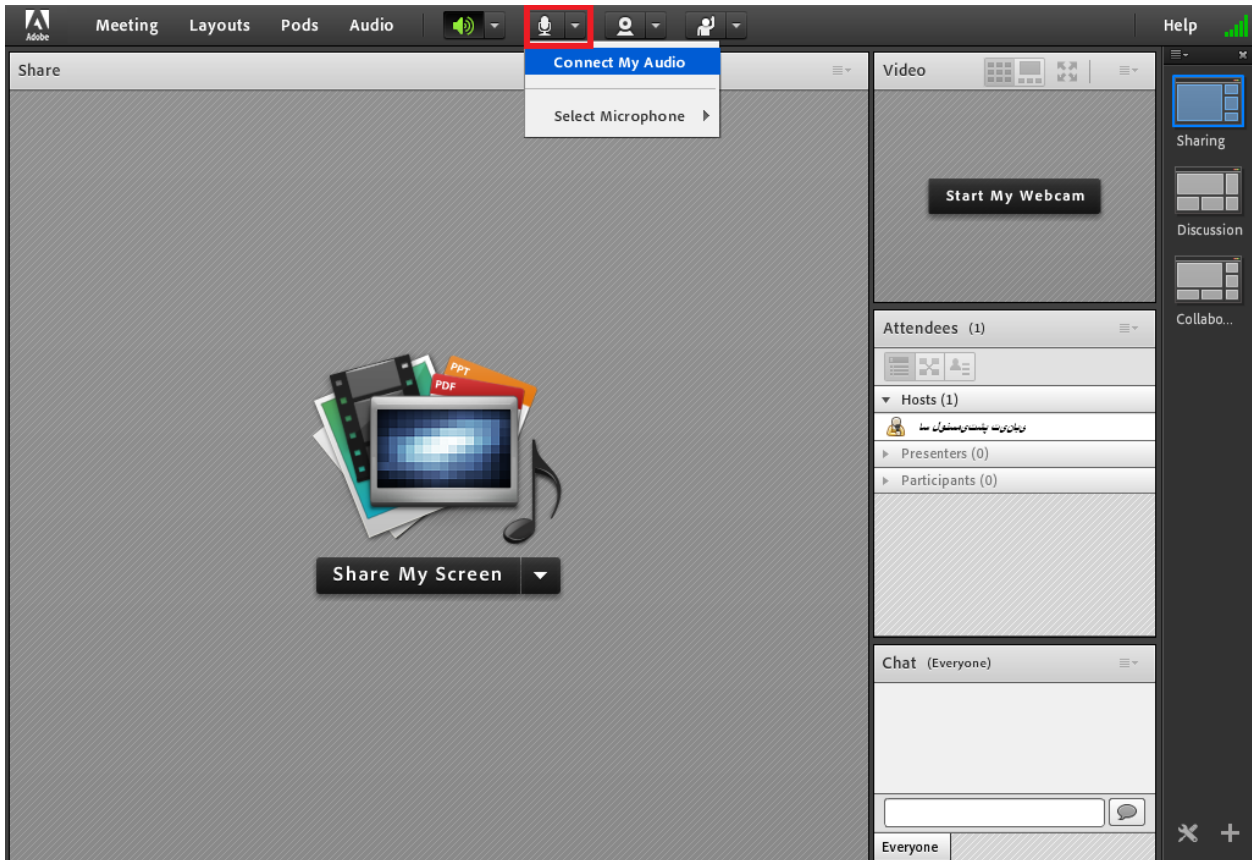 Adobe
Meeting Layouts Pods Audio Help
Connect My Audio
Select Microphone
Share
PPT
PDF
Share My Screen
Video
Start My Webcam
Attendees (1)
Hosts (1)
Presenters (0)
Participants (0)
Chat (Everyone)
Everyone
Sharing
Discussion
Collabo...